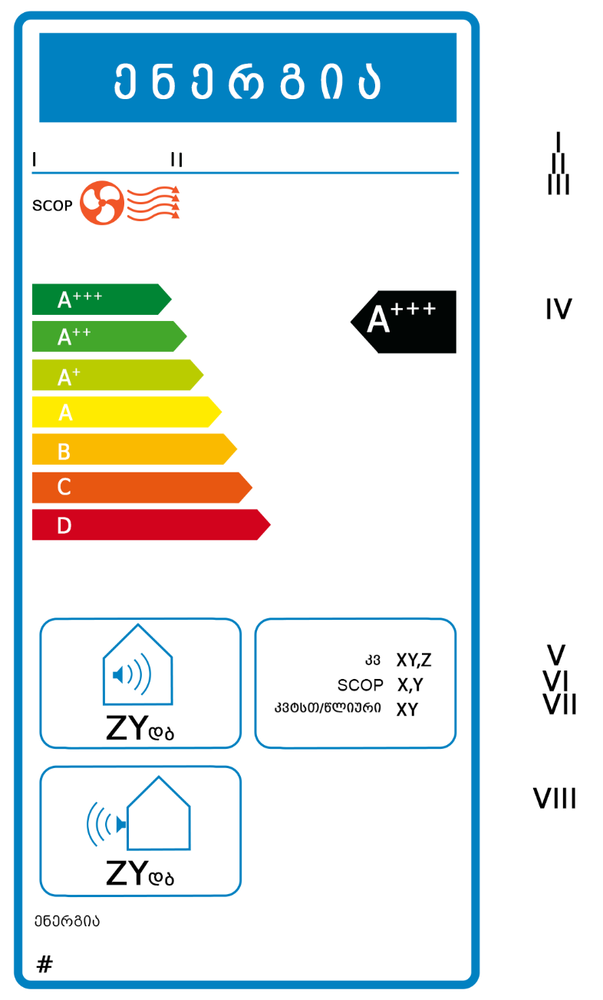 ენერგია
I II
I
II
III
SCOP
A+++
A+++
IV
A++
A+
A
B
C
D
კვ XY,Z
V
SCOP X,Y
VI
კვტსთ/წლიური XY
VII
ZYდბ
VIII
ZYდბ
ენერგია
#